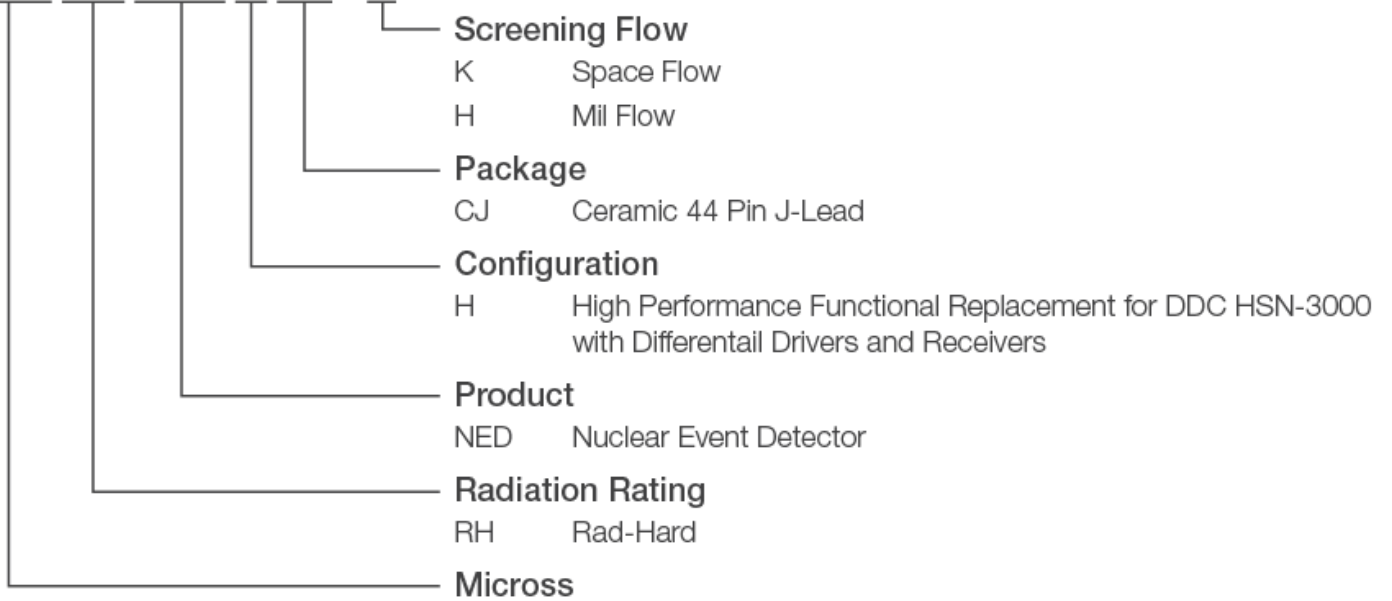 Screening Flow
K Space Flow
H Mil Flow
Package
CJ Ceramic 44 Pin J-Lead
Configuration
H High Performance Functional Replacement for DDC HSN-3000
with Differentail Drivers and Receivers
Product
NED Nuclear Event Detector
Radiation Rating
RH Rad-Hard
Micross